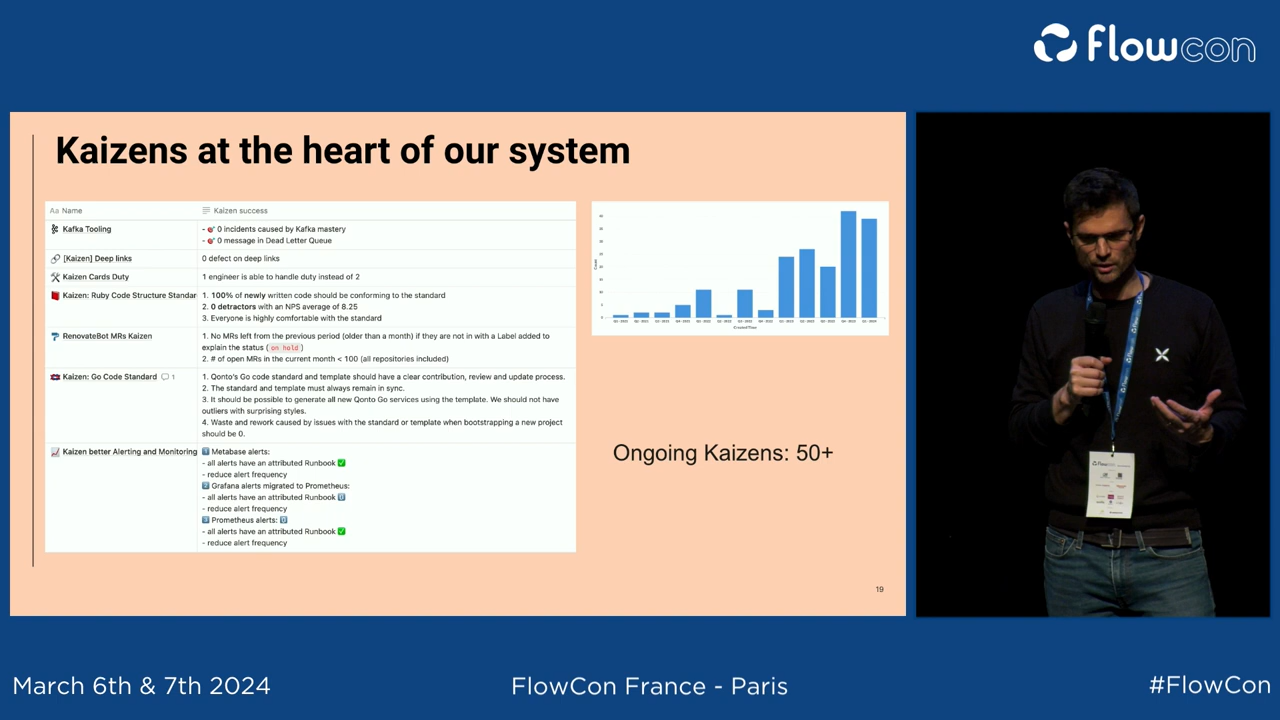 flowcon
Kaizens at the heart of our system
Aa Name
Kaizen success
Kafka Tooling
- 0 incidents caused by Kafka mastery
- 0 message in Dead Letter Queue
[Kaizen] Deep links
0 defect on deep links
Kaizen Cards Duty
1 engineer is able to handle duty instead of 2
Kaizen: Ruby Code Structure Standar
1. 100% of newly written code should be conforming to the standard
2. 0 detractors with an NPS average of 8.25
3. Everyone is highly comfortable with the standard
RenovateBot MRs Kaizen
1. No MRs left from the previous period (older than a month) if they are not in with a Label added to
explain the status ( on hold )
2. # of open MRs in the current month < 100 (all repositories included)
Kaizen: Go Code Standard 1
1. Qonto's Go code standard and template should have a clear contribution, review and update process.
2. The standard and template must always remain in sync.
3. It should be possible to generate all new Qonto Go services using the template. We should not have
outliers with surprising styles.
4. Waste and rework caused by issues with the standard or template when bootstrapping a new project
should be 0.
Kaizen better Alerting and Monitoring
1 Metabase alerts:
- all alerts have an attributed Runbook
- reduce alert frequency
2 Grafana alerts migrated to Prometheus:
- all alerts have an attributed Runbook
- reduce alert frequency
3 Prometheus alerts:
- all alerts have an attributed Runbook
- reduce alert frequency
Ongoing Kaizens: 50+
19
flowcon
March 6th & 7th 2024
FlowCon France - Paris
#FlowCon